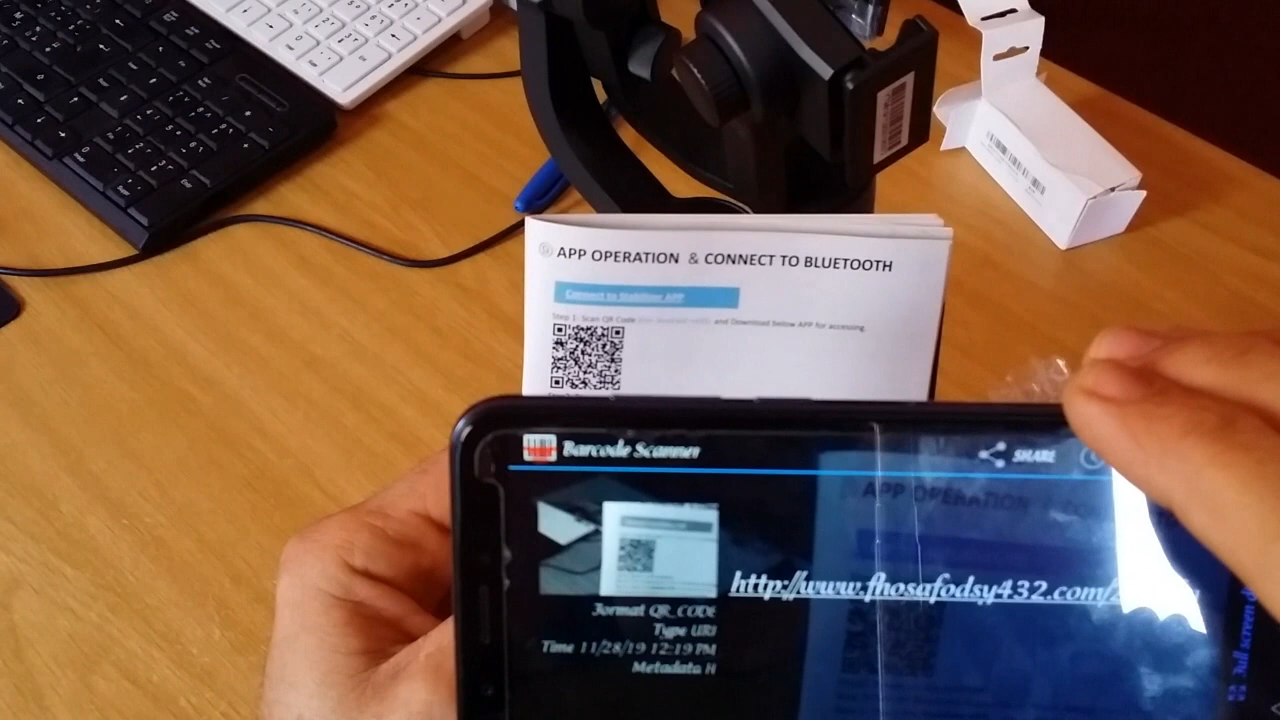 APP OPERATION & CONNECT TO BLUETOOTH
Connect to Stabilizer APP
Step 1: Scan QR Code and Download below APP for accessing.
Barcode Scanner
SHARE
APP OPERATION
http://www.fhosafodsy432.com/
Format QR_CODE
Type URI
Time 11/28/19 12:19 PM
Metadata H
Full screen